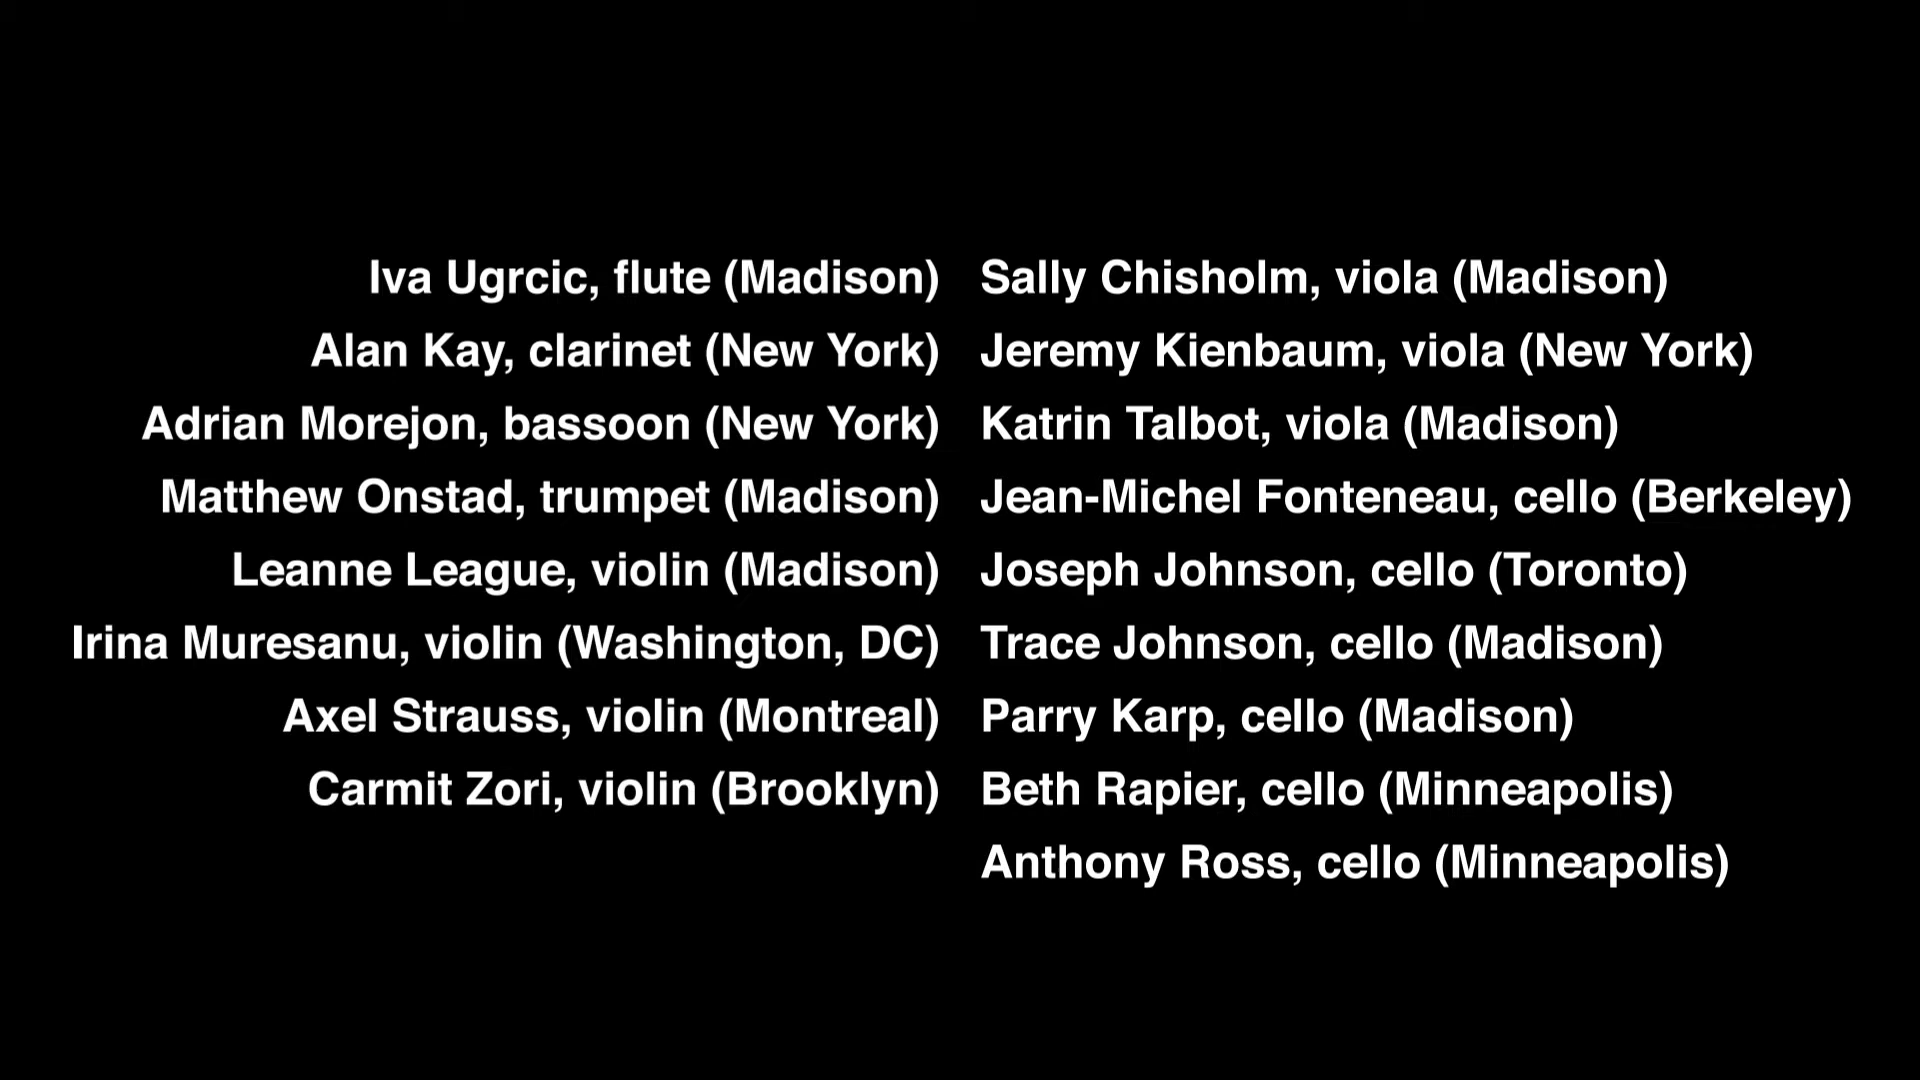 Iva Ugrcic, flute (Madison)
Alan Kay, clarinet (New York)
Adrian Morejon, bassoon (New York)
Matthew Onstad, trumpet (Madison)
Leanne League, violin (Madison)
Irina Muresanu, violin (Washington, DC)
Axel Strauss, violin (Montreal)
Carmit Zori, violin (Brooklyn)
Sally Chisholm, viola (Madison)
Jeremy Kienbaum, viola (New York)
Katrin Talbot, viola (Madison)
Jean-Michel Fonteneau, cello (Berkeley)
Joseph Johnson, cello (Toronto)
Trace Johnson, cello (Madison)
Parry Karp, cello (Madison)
Beth Rapier, cello (Minneapolis)
Anthony Ross, cello (Minneapolis)